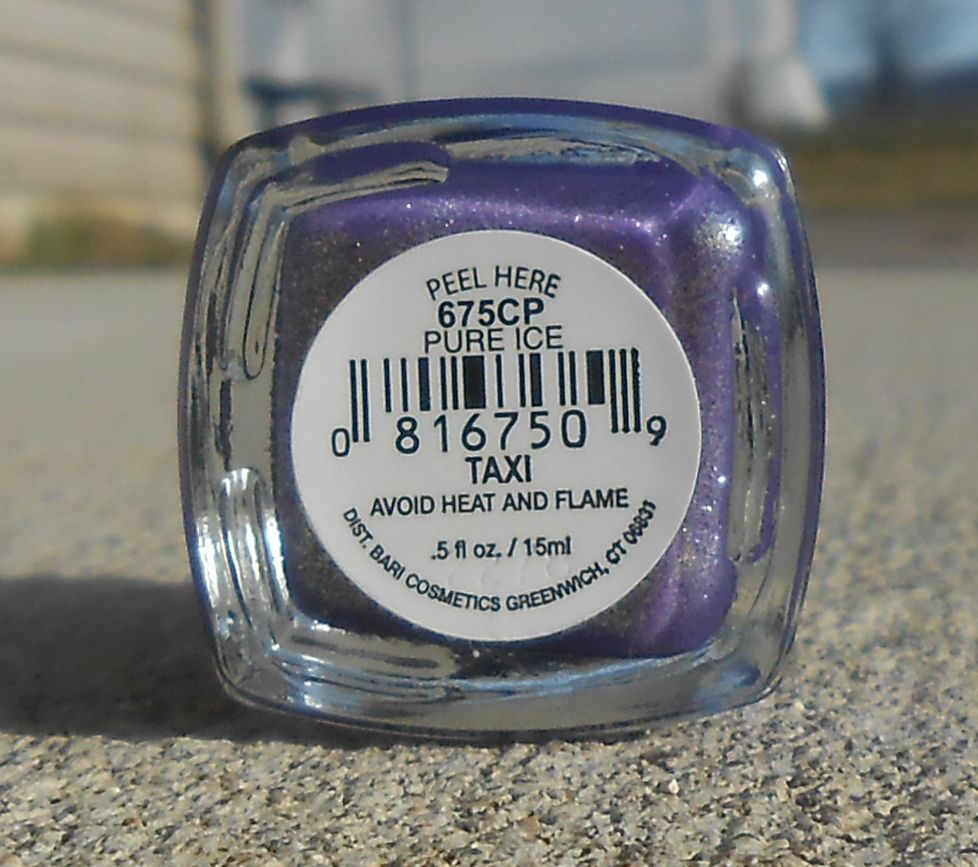 PEEL HERE
675CP
PURE ICE
0 816750 9
TAXI
AVOID HEAT AND FLAME
.5 fl oz. / 15ml
DIST. BARI COSMETICS GREENWICH, CT 06831